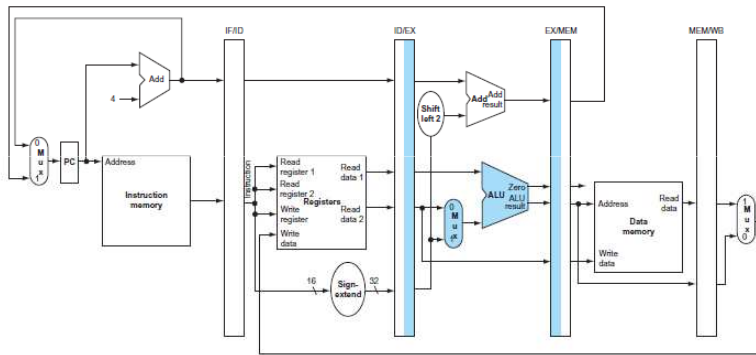 IF/ID
ID/EX
EX/MEM
MEM/WB
Add
4
0
M
u
x
1
PC
Address
Instruction
memory
Instruction
Read
register 1
Read
register 2
Write
register
Write
data
Read
data 1
Read
data 2
Registers
16
Sign-
extend
32
Shift
left 2
Add
Add
result
0
M
u
x
1
ALU
Zero
ALU
result
Address
Write
data
Read
data
Data
memory
1
M
u
x
0